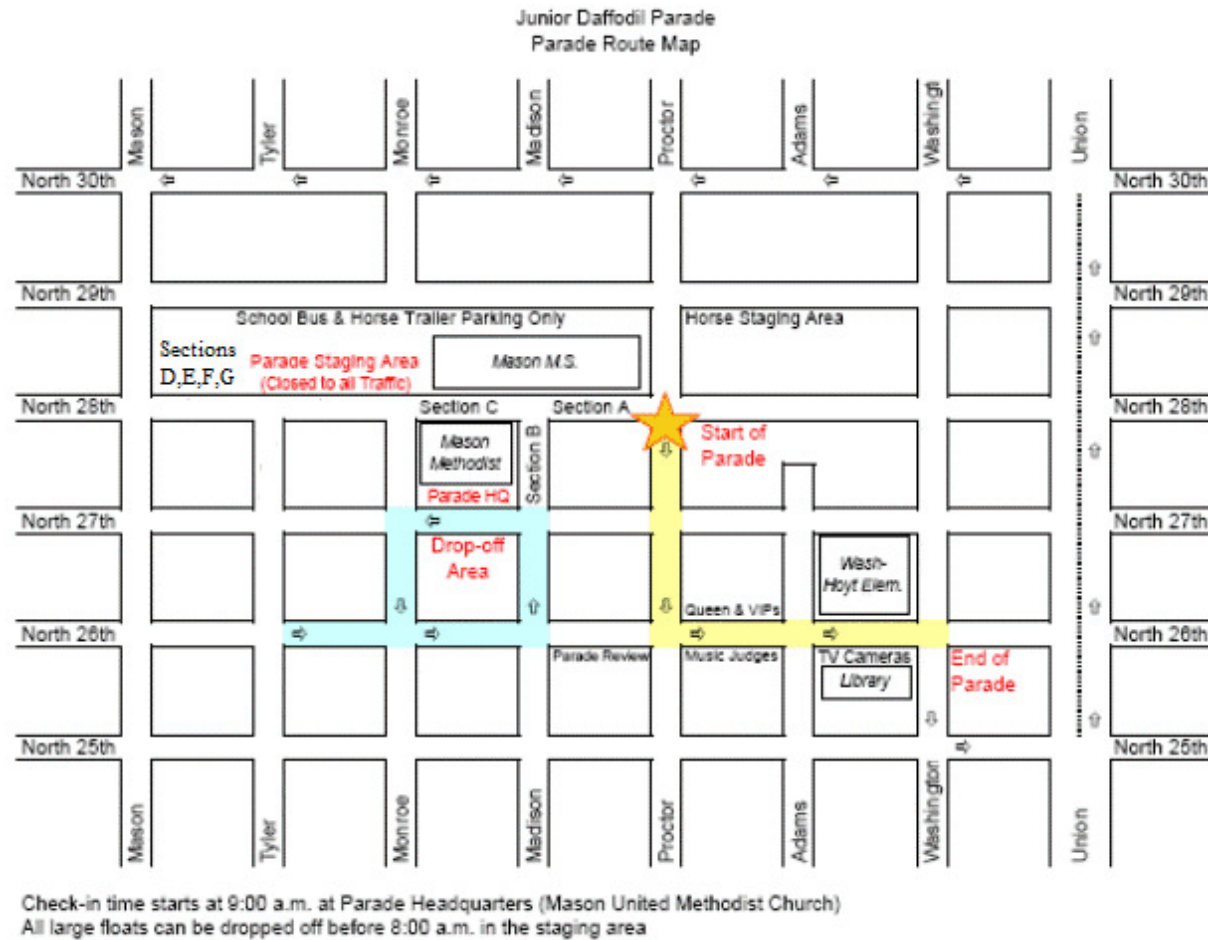 Junior Daffodil Parade
Parade Route Map
Mason
Tyler
Monroe
Madison
Proctor
Adams
Washingt
Union
North 30th
North 30th
North 29th
North 29th
School Bus & Horse Trailer Parking Only
Horse Staging Area
Sections
D,E,F,G
Parade Staging Area
(Closed to all Traffic)
Mason M.S.
North 28th
Section C
Section A
North 28th
Mason
Methodist
Parade HQ
Section B
Start of
Parade
North 27th
North 27th
Drop-off
Area
Wash-
Hoyt Elem.
Queen & VIPs
North 26th
North 26th
Parade Review
Music Judges
TV Cameras
Library
End of
Parade
North 25th
North 25th
Mason
Tyler
Monroe
Madison
Proctor
Adams
Washington
Union
Check-in time starts at 9:00 a.m. at Parade Headquarters (Mason United Methodist Church)
All large floats can be dropped off before 8:00 a.m. in the staging area